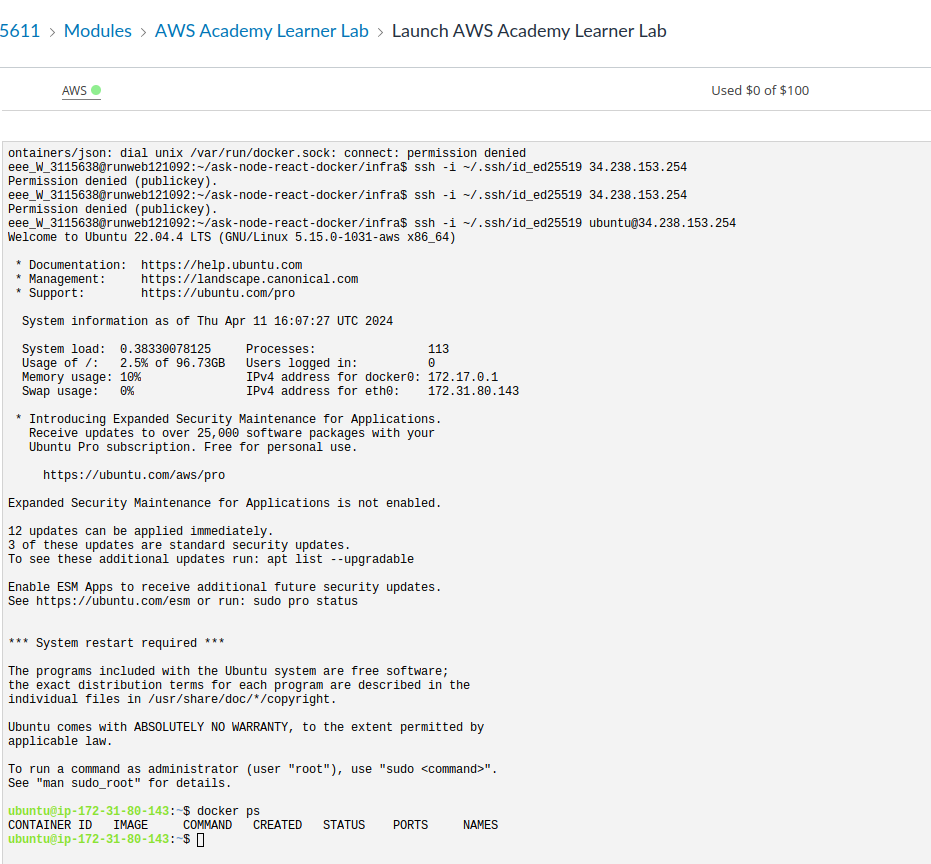 5611 > Modules > AWS Academy Learner Lab > Launch AWS Academy Learner Lab
AWS
Used $0 of $100
ontainers/json: dial unix /var/run/docker.sock: connect: permission denied
eee_W_3115638@runweb121092:~/ask-node-react-docker/infra$ ssh -i ~/.ssh/id_ed25519 34.238.153.254
Permission denied (publickey).
eee_W_3115638@runweb121092:~/ask-node-react-docker/infra$ ssh -i ~/.ssh/id_ed25519 34.238.153.254
Permission denied (publickey).
eee_W_3115638@runweb121092:~/ask-node-react-docker/infra$ ssh -i ~/.ssh/id_ed25519 ubuntu@34.238.153.254
Welcome to Ubuntu 22.04.4 LTS (GNU/Linux 5.15.0-1031-aws x86_64)
* Documentation:  https://help.ubuntu.com
* Management:     https://landscape.canonical.com
* Support:        https://ubuntu.com/pro
System information as of Thu Apr 11 16:07:27 UTC 2024
System load:  0.38330078125     Processes:                113
Usage of /:   2.5% of 96.73GB   Users logged in:          0
Memory usage: 10%               IPv4 address for docker0: 172.17.0.1
Swap usage:   0%                IPv4 address for eth0:    172.31.80.143
* Introducing Expanded Security Maintenance for Applications.
Receive updates to over 25,000 software packages with your
Ubuntu Pro subscription. Free for personal use.
https://ubuntu.com/aws/pro
Expanded Security Maintenance for Applications is not enabled.
12 updates can be applied immediately.
3 of these updates are standard security updates.
To see these additional updates run: apt list --upgradable
Enable ESM Apps to receive additional future security updates.
See https://ubuntu.com/esm or run: sudo pro status
*** System restart required ***
The programs included with the Ubuntu system are free software;
the exact distribution terms for each program are described in the
individual files in /usr/share/doc/*/copyright.
Ubuntu comes with ABSOLUTELY NO WARRANTY, to the extent permitted by
applicable law.
To run a command as administrator (user "root"), use "sudo <command>".
See "man sudo_root" for details.
ubuntu@ip-172-31-80-143:~$ docker ps
CONTAINER ID   IMAGE     COMMAND   CREATED   STATUS    PORTS     NAMES
ubuntu@ip-172-31-80-143:~$